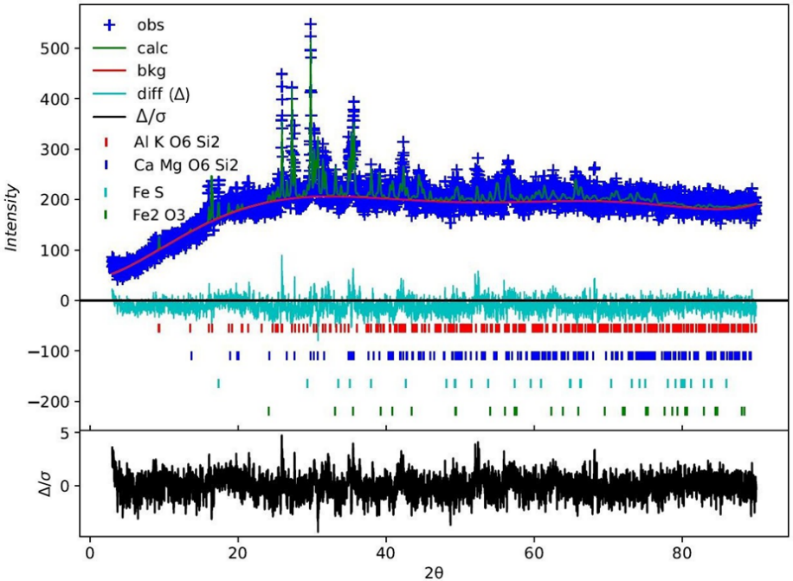 obs
calc
bkg
diff (Δ)
Δ/σ
Al K O6 Si2
Ca Mg O6 Si2
Fe S
Fe2 O3
500
400
300
200
100
0
−100
−200
Intensity
5
0
Δ/σ
0 20 40 60 80
2θ